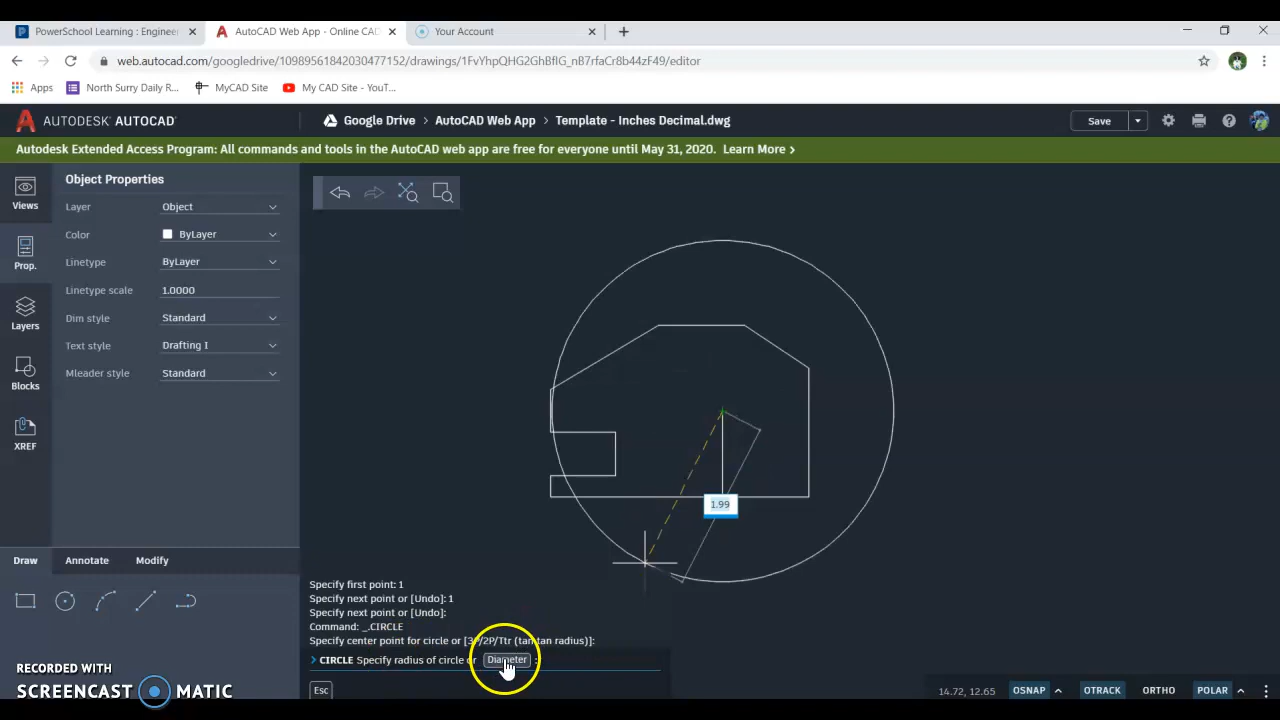 PowerSchool Learning : Enginee
AutoCAD Web App - Online CAD
Your Account
web.autocad.com/googledrive/10989561842030477152/drawings/1FvYhpQHG2GhBfIG_nB7rfaCr8b44zF49/editor
Apps
North Surry Daily R...
MyCAD Site
My CAD Site - YouT...
AUTODESK® AUTOCAD®
Google Drive > AutoCAD Web App > Template - Inches Decimal.dwg
Save
Autodesk Extended Access Program: All commands and tools in the AutoCAD web app are free for everyone until May 31, 2020. Learn More >
Views
Prop.
Layers
Blocks
XREF
Object Properties
Layer Object
Color ByLayer
Linetype ByLayer
Linetype scale 1.0000
Dim style Standard
Text style Drafting I
Mleader style Standard
1.99
Draw Annotate Modify
Specify first point: 1
Specify next point or [Undo]: 1
Specify next point or [Undo]:
Command: _.CIRCLE
Specify center point for circle or [3P/2P/Ttr (tan tan radius)]:
> CIRCLE Specify radius of circle or Diameter :
Esc
RECORDED WITH
SCREENCAST MATIC
14.72, 12.65 OSNAP OTRACK ORTHO POLAR